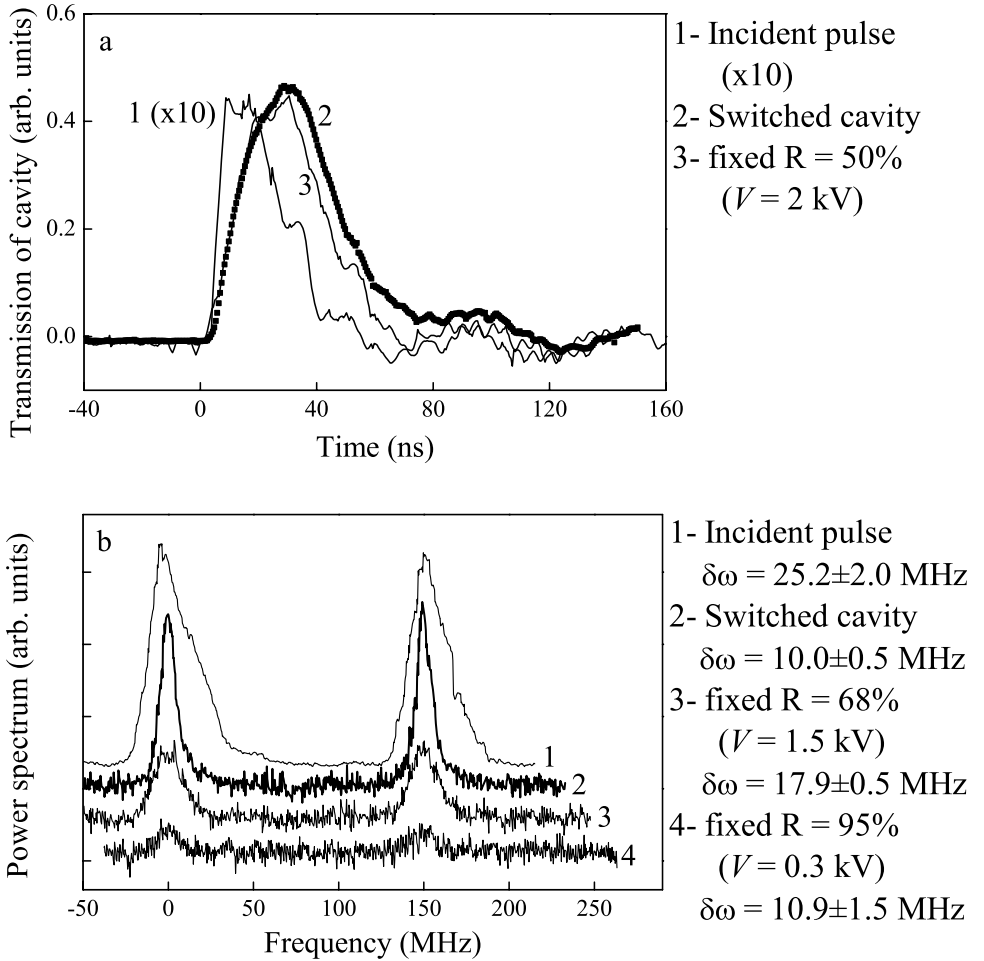 Transmission of cavity (arb. units)
0.6
0.4
0.2
0.0
a
1 (x10)
2
3
-40
0
40
80
120
160
Time (ns)
1- Incident pulse
(x10)
2- Switched cavity
3- fixed R = 50%
(V = 2 kV)
Power spectrum (arb. units)
b
1
2
3
4
-50
0
50
100
150
200
250
Frequency (MHz)
1- Incident pulse
δω = 25.2±2.0 MHz
2- Switched cavity
δω = 10.0±0.5 MHz
3- fixed R = 68%
(V = 1.5 kV)
δω = 17.9±0.5 MHz
4- fixed R = 95%
(V = 0.3 kV)
δω = 10.9±1.5 MHz